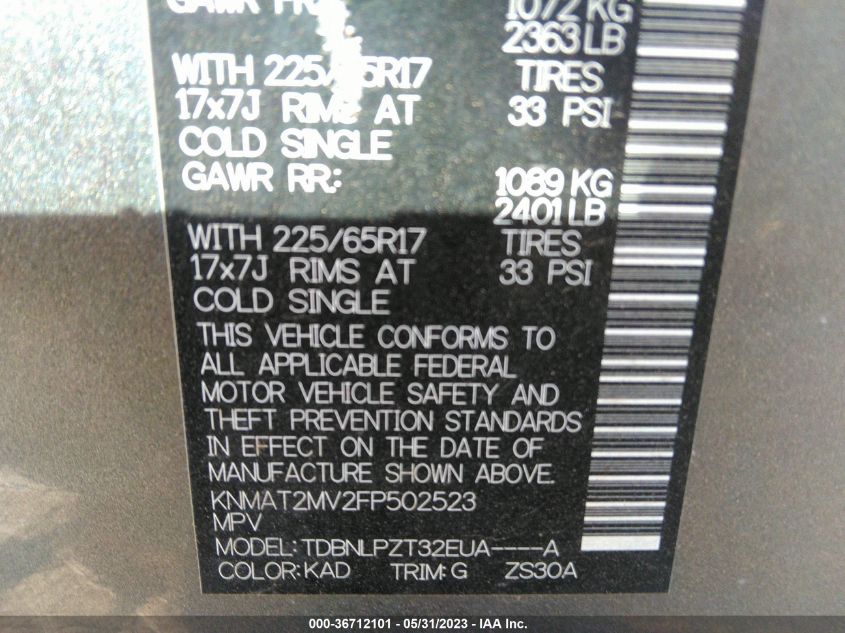 GAWR FR:
1072 KG
2363 LB
WITH 225/65R17 TIRES
17x7J RIMS AT 33 PSI
COLD SINGLE
GAWR RR: 1089 KG
2401 LB
WITH 225/65R17 TIRES
17x7J RIMS AT 33 PSI
COLD SINGLE
THIS VEHICLE CONFORMS TO
ALL APPLICABLE FEDERAL
MOTOR VEHICLE SAFETY AND
THEFT PREVENTION STANDARDS
IN EFFECT ON THE DATE OF
MANUFACTURE SHOWN ABOVE.
KNMAT2MV2FP502523
MPV
MODEL: TDBNLPZT32EUA----A
COLOR: KAD TRIM: G ZS30A
000-36712101 - 05/31/2023 - IAA Inc.